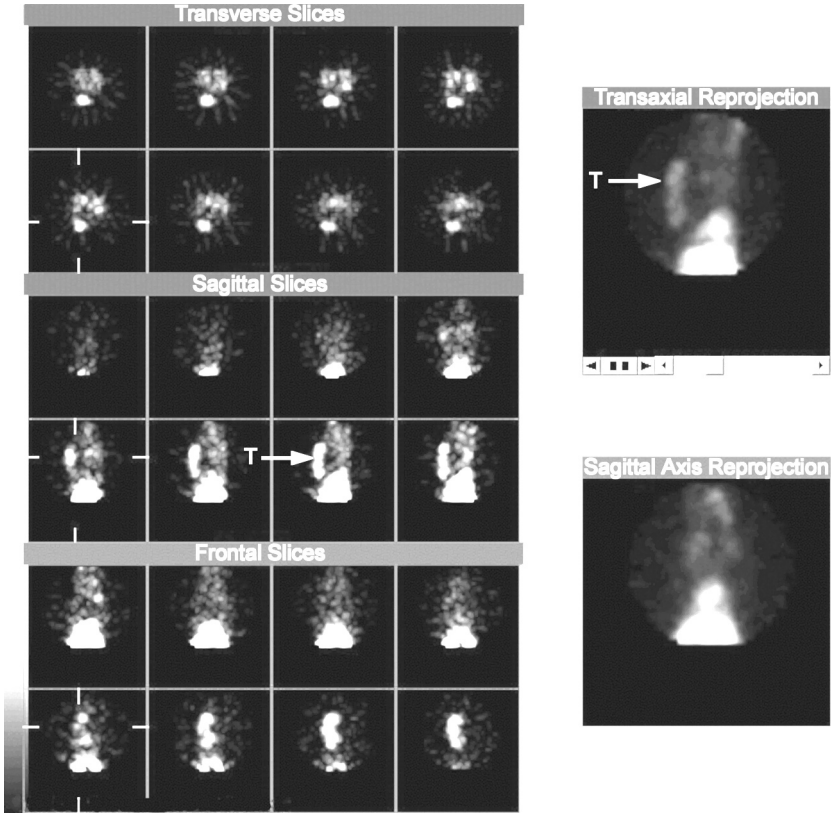 Transverse Slices
Transaxial Reprojection
T
Sagittal Slices
T
Sagittal Axis Reprojection
Frontal Slices